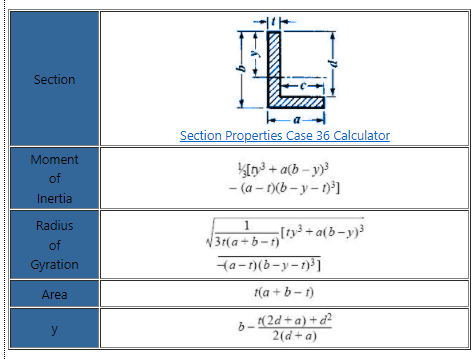 Section
t
b
y
d
c
a
Section Properties Case 36 Calculator
Moment
of
Inertia
⅓[ty³ + a(b – y)³
– (a – t)(b – y – t)³]
Radius
of
Gyration
√1/3t(a + b – t) [ty³ + a(b – y)³
–(a – t)(b – y – t)³]
Area
t(a + b – t)
y
b – t(2d + a) + d²/2(d + a)